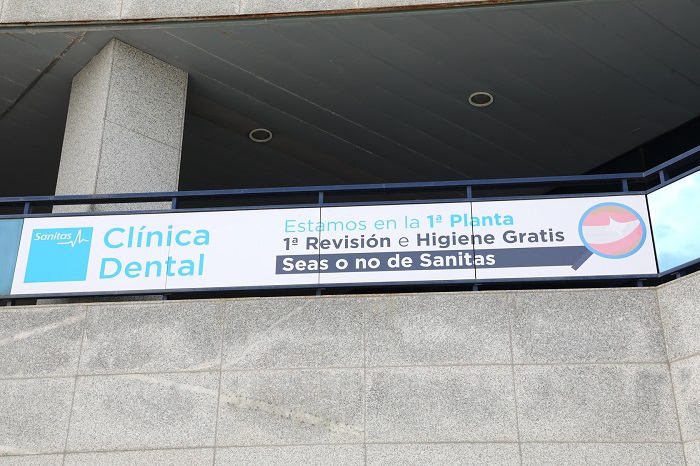 Sanitas
Clínica
Dental
Estamos en la 1ª Planta
1ª Revisión e Higiene Gratis
Seas o no de Sanitas